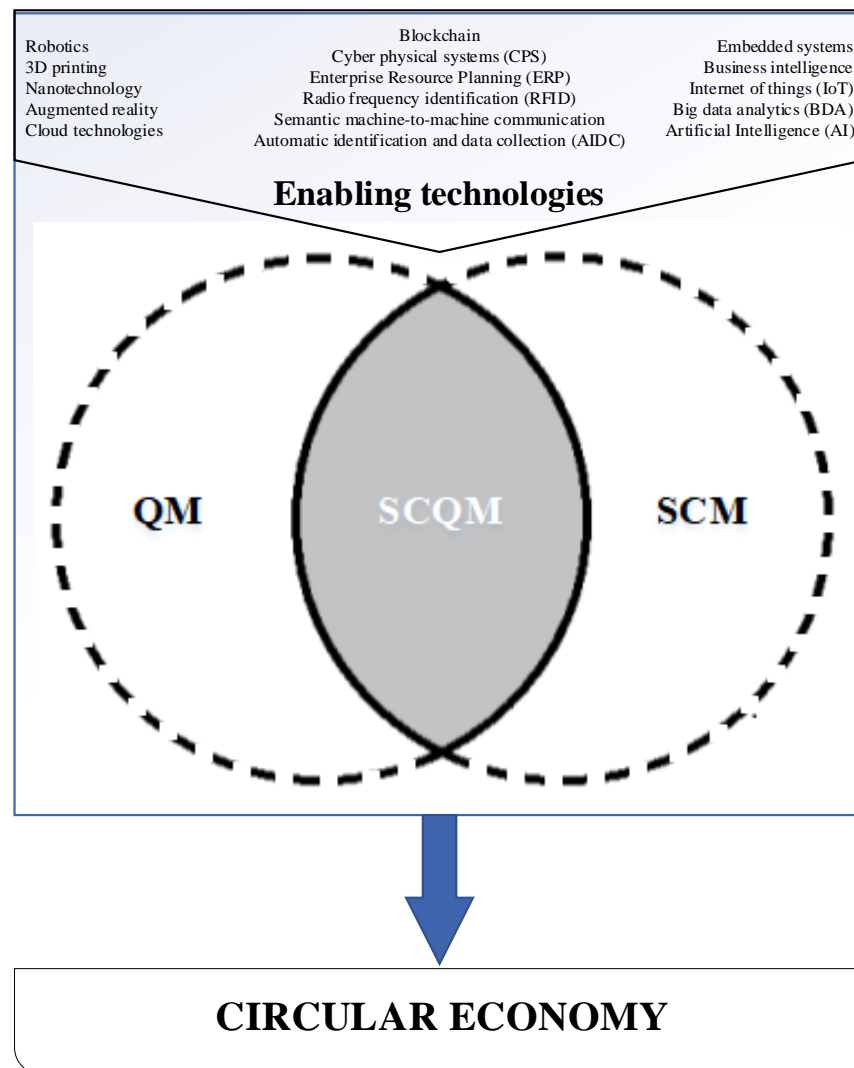 Robotics
3D printing
Nanotechnology
Augmented reality
Cloud technologies
Blockchain
Cyber physical systems (CPS)
Enterprise Resource Planning (ERP)
Radio frequency identification (RFID)
Semantic machine-to-machine communication
Automatic identification and data collection (AIDC)
Embedded systems
Business intelligence
Internet of things (IoT)
Big data analytics (BDA)
Artificial Intelligence (AI)
Enabling technologies
QM
SCQM
SCM
CIRCULAR ECONOMY